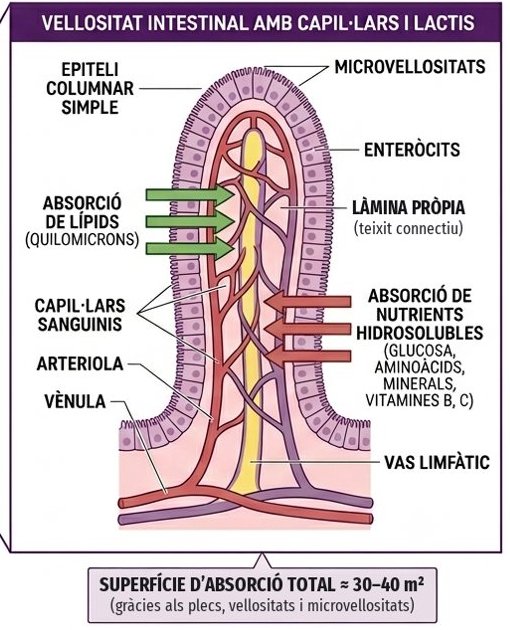 VELLOSITAT INTESTINAL AMB CAPIL·LARS I LACTIS
EPITELI
COLUMNAR
SIMPLE
MICROVELLOSITATS
ENTERÒCITS
ABSORCIÓ
DE LÍPIDS
(QUILOMICRONS)
LÀMINA PRÒPIA
(teixit connectiu)
CAPIL·LARS
SANGUINIS
ABSORCIÓ DE
NUTRIENTS
HIDROSOLUBLES
(GLUCOSA,
AMINOÀCIDS,
MINERALS,
VITAMINES B, C)
ARTERIOLA
VÈNULA
VAS LIMFÀTIC
SUPERFÍCIE D'ABSORCIÓ TOTAL ≈ 30–40 m²
(gràcies als plecs, vellositats i microvellositats)